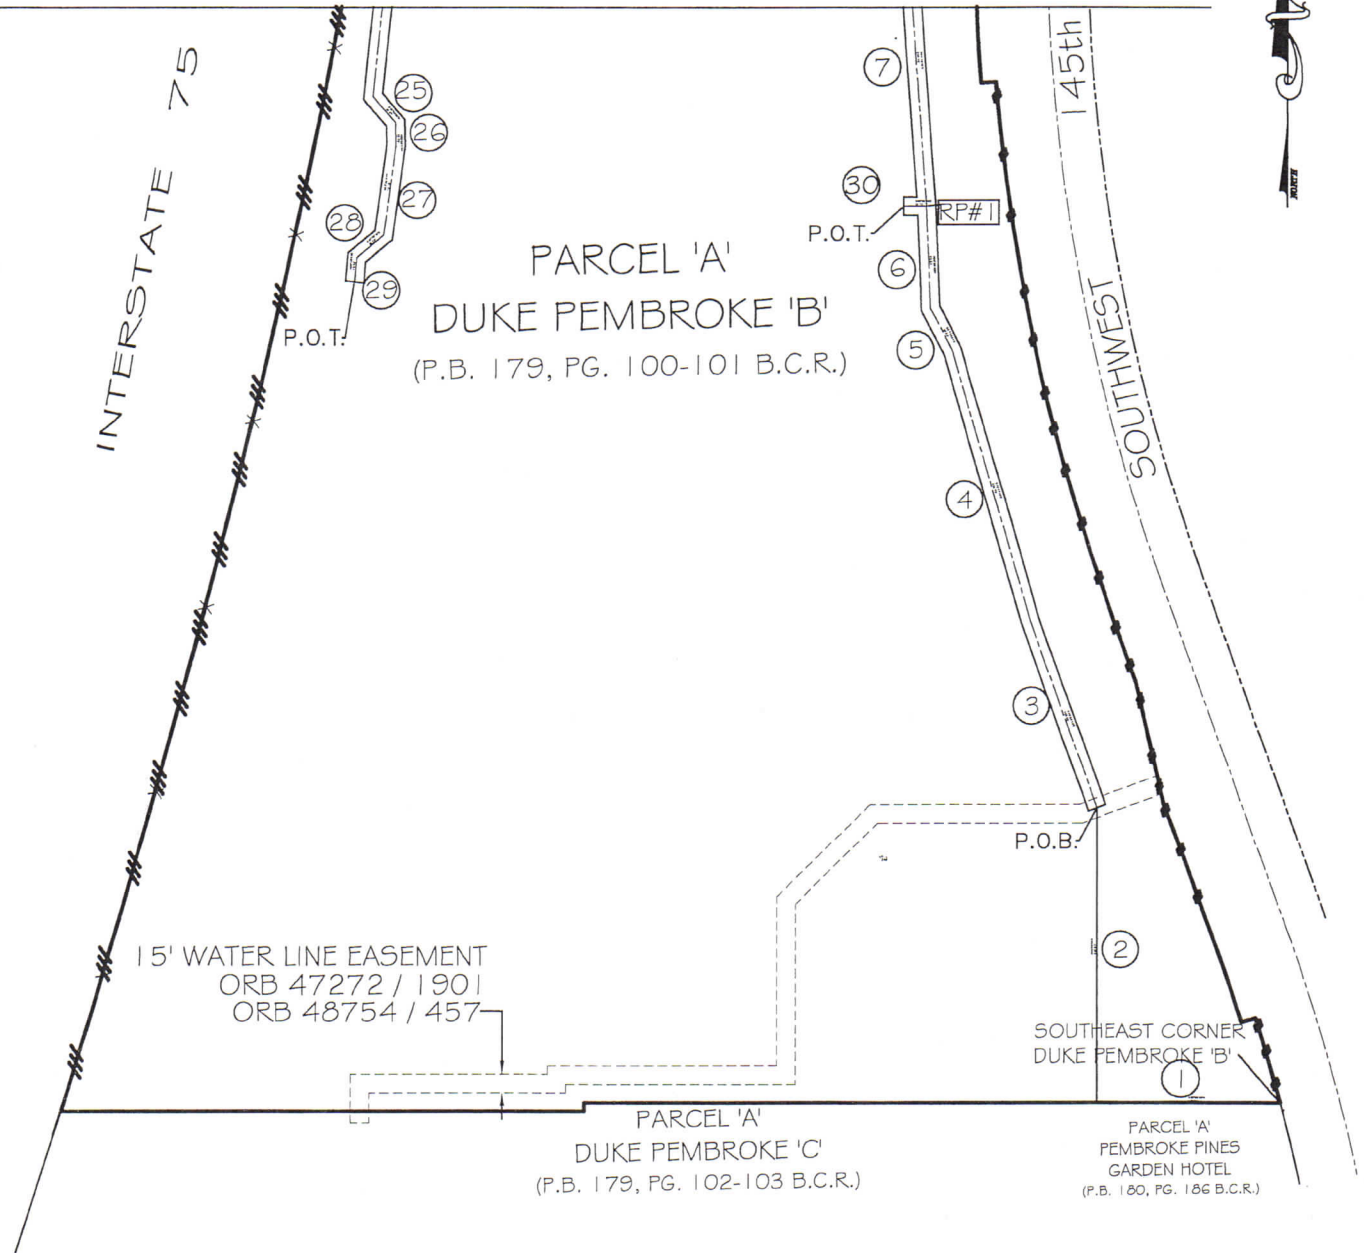 INTERSTATE 75
25
26
27
28
29
P.O.T.
PARCEL 'A'
DUKE PEMBROKE 'B'
(P.B. 179, PG. 100-101 B.C.R.)
7
30
P.O.T.
RP#1
6
5
4
3
P.O.B.
SOUTHWEST 145th
NORTH
15' WATER LINE EASEMENT
ORB 47272 / 1901
ORB 48754 / 457
2
SOUTHEAST CORNER
DUKE PEMBROKE 'B'
1
PARCEL 'A'
DUKE PEMBROKE 'C'
(P.B. 179, PG. 102-103 B.C.R.)
PARCEL 'A'
PEMBROKE PINES
GARDEN HOTEL
(P.B. 180, PG. 186 B.C.R.)